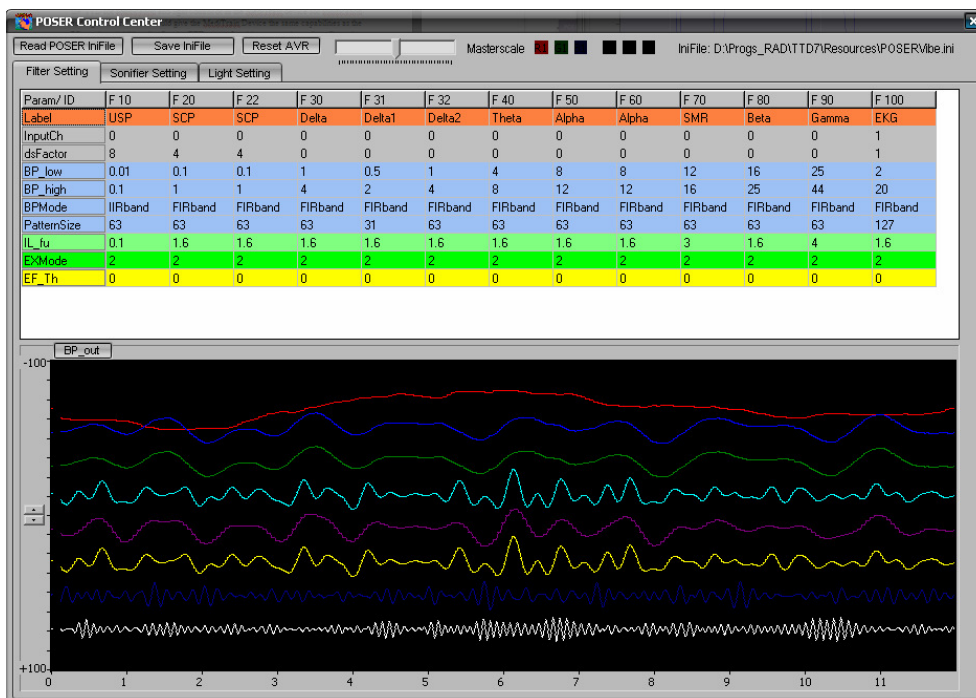 POSER Control Center
Read POSER IniFile Save IniFile Reset AVR Masterscale IniFile: D:\Progs_RAD\TTD7\Resources\POSERVibe.ini
Filter Setting Sonifier Setting Light Setting
Param/ ID F 10 F 20 F 22 F 30 F 31 F 32 F 40 F 50 F 60 F 70 F 80 F 90 F 100
Label USP SCP SCP Delta Delta1 Delta2 Theta Alpha Alpha SMR Beta Gamma EKG
InputCh 0 0 0 0 0 0 0 0 0 0 0 0 1
dsFactor 8 4 4 0 0 0 0 0 0 0 0 0 1
BP_low 0.01 0.1 0.1 1 0.5 1 4 8 8 12 16 25 2
BP_high 0.1 1 1 4 2 4 8 12 12 16 25 44 20
BPMode IIRband FIRband FIRband FIRband FIRband FIRband FIRband FIRband FIRband FIRband FIRband FIRband FIRband
PatternSize 63 63 63 63 31 63 63 63 63 63 63 63 127
IL_fu 0.1 1.6 1.6 1.6 1.6 1.6 1.6 1.6 1.6 3 1.6 4 1.6
EXMode 2 2 2 2 2 2 2 2 2 2 2 2 2
EF_Th 0 0 0 0 0 0 0 0 0 0 0 0 0
BP_out
-100
+100
0 1 2 3 4 5 6 7 8 9 10 11